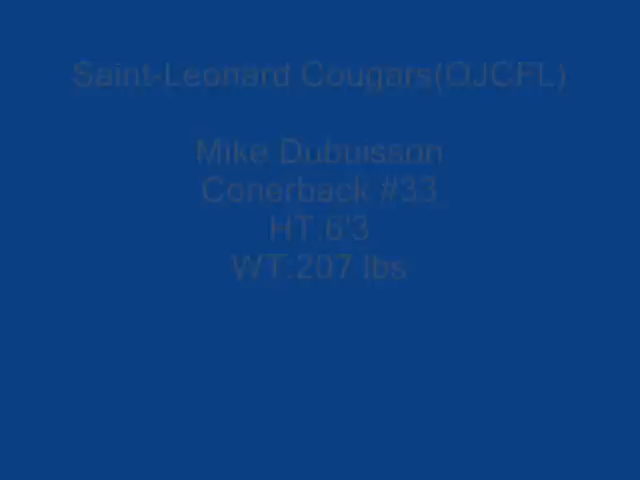 Saint-Leonard Cougars(OJCFL)
Mike Dubuisson
Conerback #33
HT:6'3
WT:207 lbs